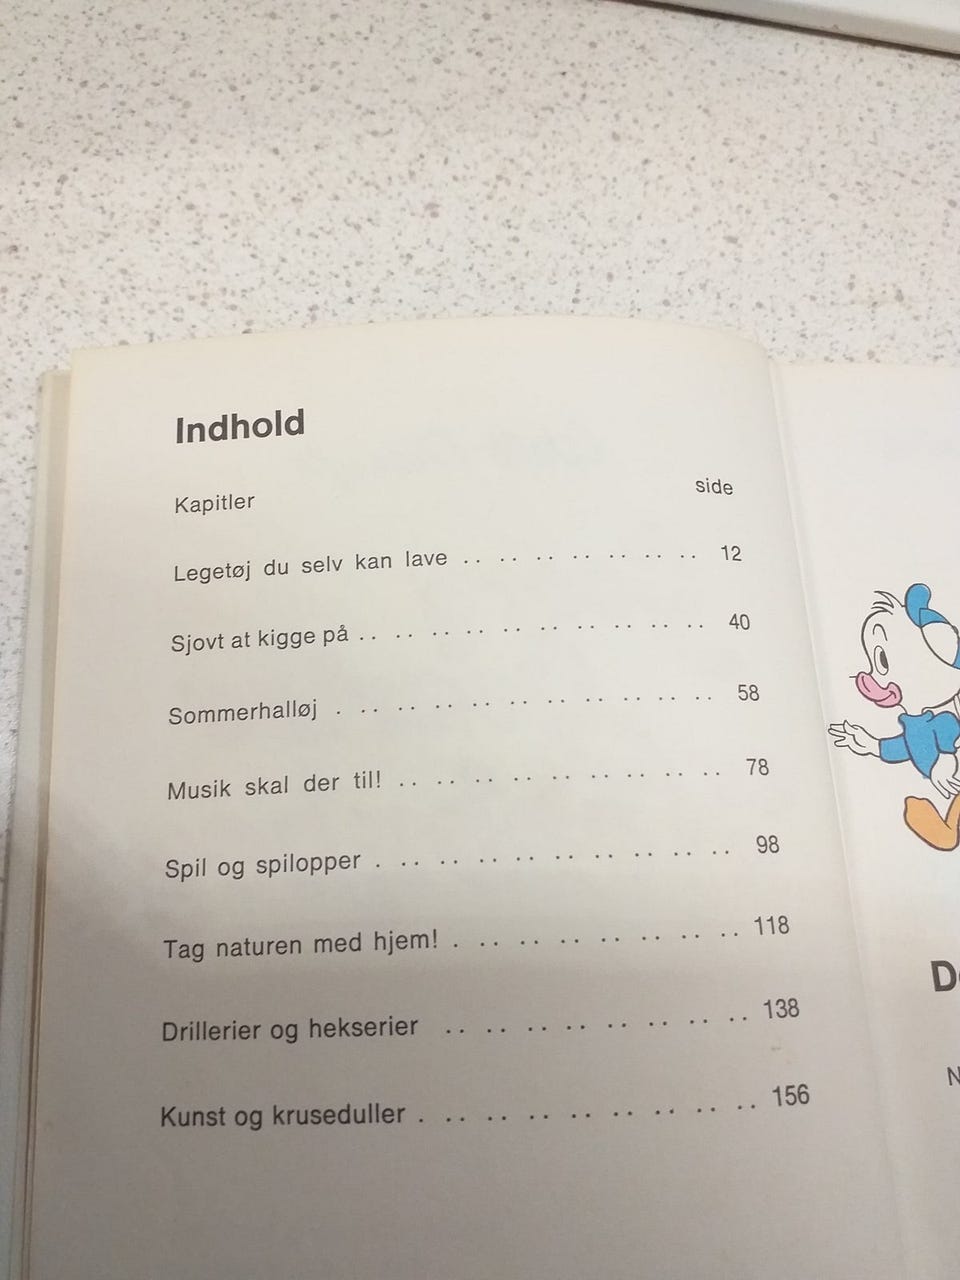 Indhold
Kapitler side
Legetøj du selv kan lave .. .. .. .. .. .. .. 12
Sjovt at kigge på .. .. .. .. .. .. .. .. .. .. 40
Sommerhalløj . .. .. .. .. .. .. .. .. .. .. 58
Musik skal der til! .. .. .. .. .. .. .. .. .. 78
Spil og spilopper . .. .. .. .. .. .. .. .. .. 98
Tag naturen med hjem! . .. .. .. .. .. .. .. 118
Drillerier og hekserier .. .. .. .. .. .. .. .. 138
Kunst og kruseduller . .. .. .. .. .. .. .. .. 156